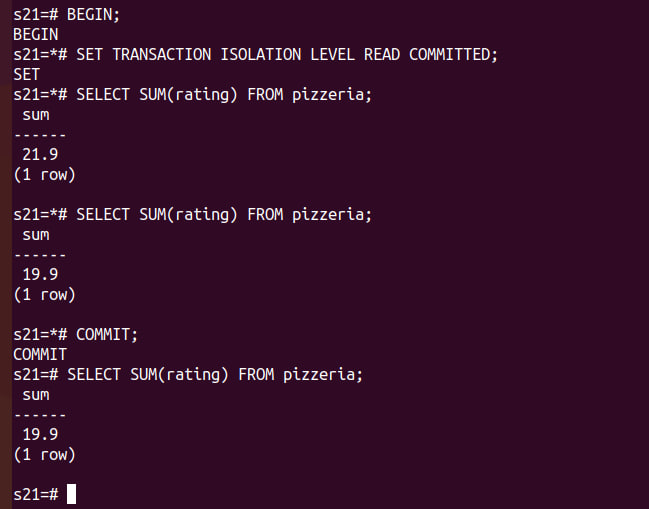 s21=# BEGIN;
BEGIN
s21=*# SET TRANSACTION ISOLATION LEVEL READ COMMITTED;
SET
s21=*# SELECT SUM(rating) FROM pizzeria;
 sum
------
 21.9
(1 row)

s21=*# SELECT SUM(rating) FROM pizzeria;
 sum
------
 19.9
(1 row)

s21=*# COMMIT;
COMMIT
s21=# SELECT SUM(rating) FROM pizzeria;
 sum
------
 19.9
(1 row)

s21=#